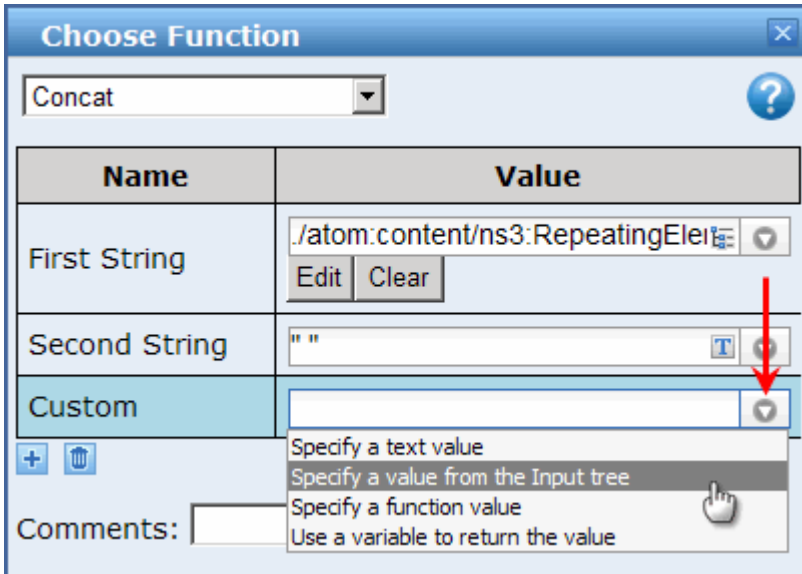 Choose Function
Concat
?
Name Value
First String
./atom:content/ns3:RepeatingElei
Edit Clear
Second String
" "
T
Custom
Specify a text value
Specify a value from the Input tree
Specify a function value
Use a variable to return the value
Comments: